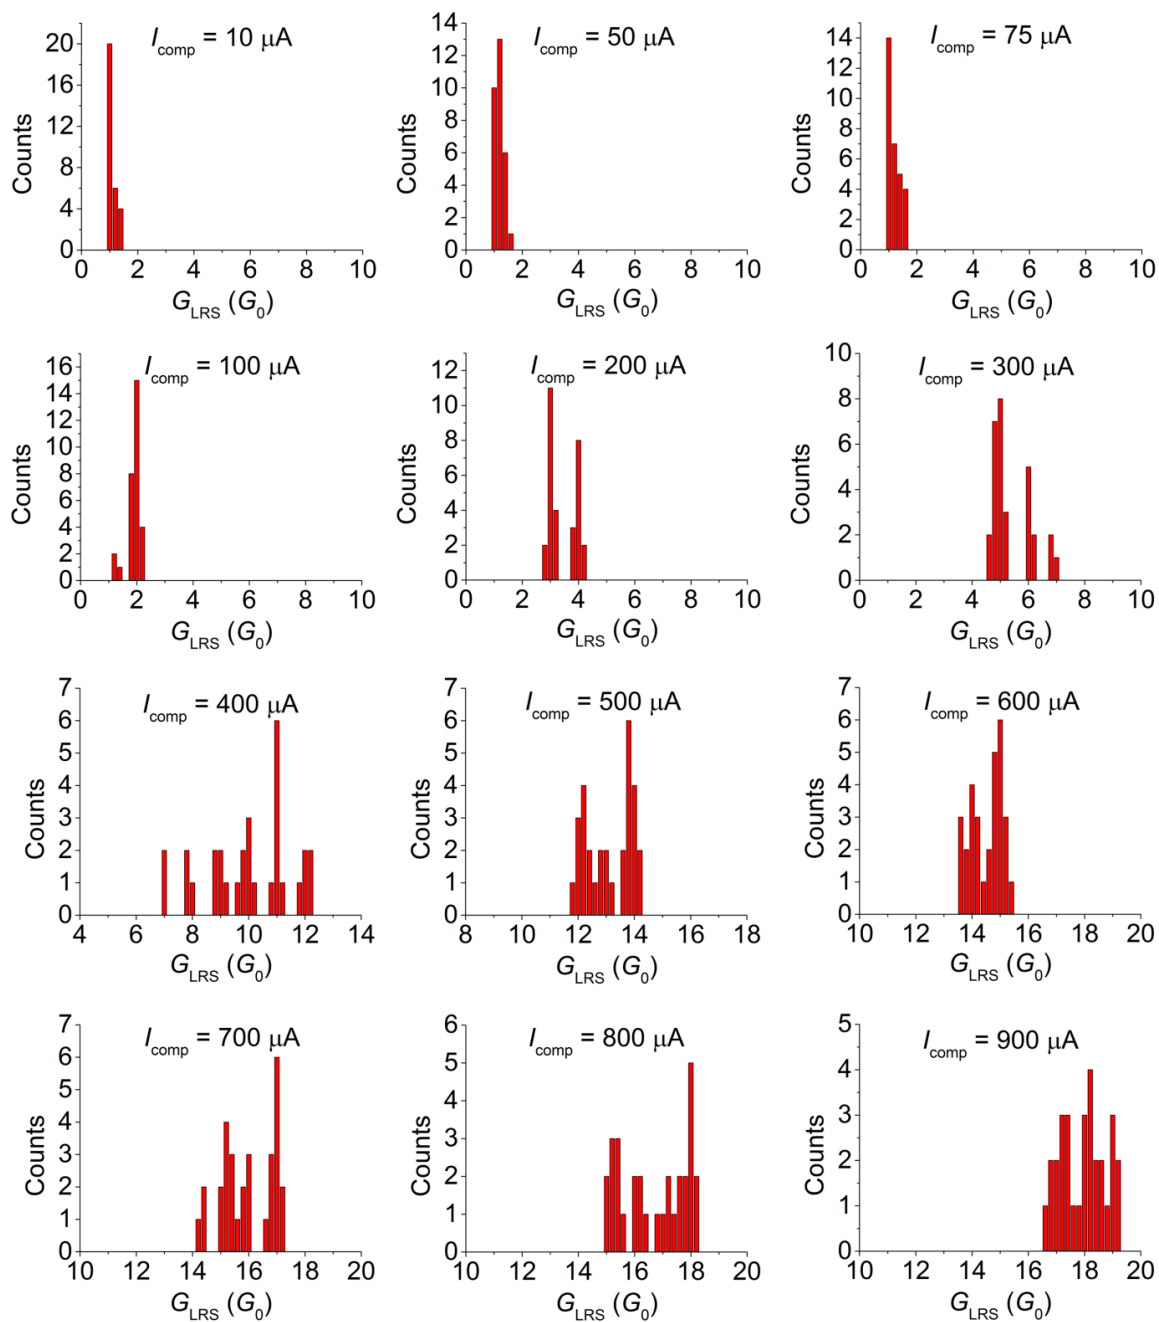 I_comp = 10 μA
20
16
12
8
4
0
Counts
0 2 4 6 8 10
G_LRS (G_0)
I_comp = 50 μA
14
12
10
8
6
4
2
0
Counts
0 2 4 6 8 10
G_LRS (G_0)
I_comp = 75 μA
14
12
10
8
6
4
2
0
Counts
0 2 4 6 8 10
G_LRS (G_0)
I_comp = 100 μA
16
14
12
10
8
6
4
2
0
Counts
0 2 4 6 8 10
G_LRS (G_0)
I_comp = 200 μA
12
10
8
6
4
2
0
Counts
0 2 4 6 8 10
G_LRS (G_0)
I_comp = 300 μA
10
8
6
4
2
0
Counts
0 2 4 6 8 10
G_LRS (G_0)
I_comp = 400 μA
7
6
5
4
3
2
1
0
Counts
4 6 8 10 12 14
G_LRS (G_0)
I_comp = 500 μA
7
6
5
4
3
2
1
0
Counts
8 10 12 14 16 18
G_LRS (G_0)
I_comp = 600 μA
7
6
5
4
3
2
1
0
Counts
10 12 14 16 18 20
G_LRS (G_0)
I_comp = 700 μA
7
6
5
4
3
2
1
0
Counts
10 12 14 16 18 20
G_LRS (G_0)
I_comp = 800 μA
6
5
4
3
2
1
0
Counts
10 12 14 16 18 20
G_LRS (G_0)
I_comp = 900 μA
5
4
3
2
1
0
Counts
10 12 14 16 18 20
G_LRS (G_0)